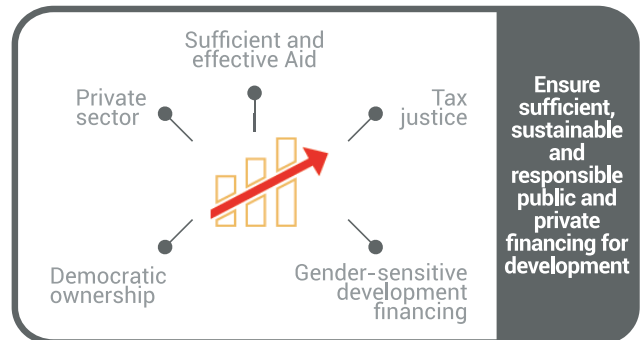 Sufficient and
effective Aid
Private
sector
Tax
justice
Democratic
ownership
Gender-sensitive
development
financing
Ensure
sufficient,
sustainable
and
responsible
public and
private
financing for
development